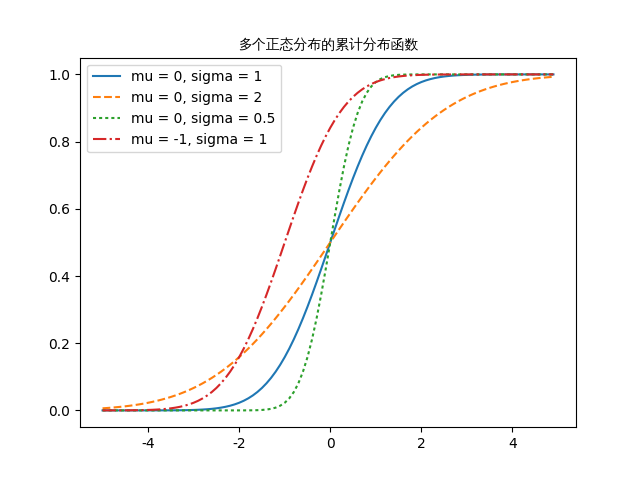 多个正态分布的累计分布函数
mu = 0, sigma = 1
mu = 0, sigma = 2
mu = 0, sigma = 0.5
mu = -1, sigma = 1
1.0
0.8
0.6
0.4
0.2
0.0
-4 -2 0 2 4